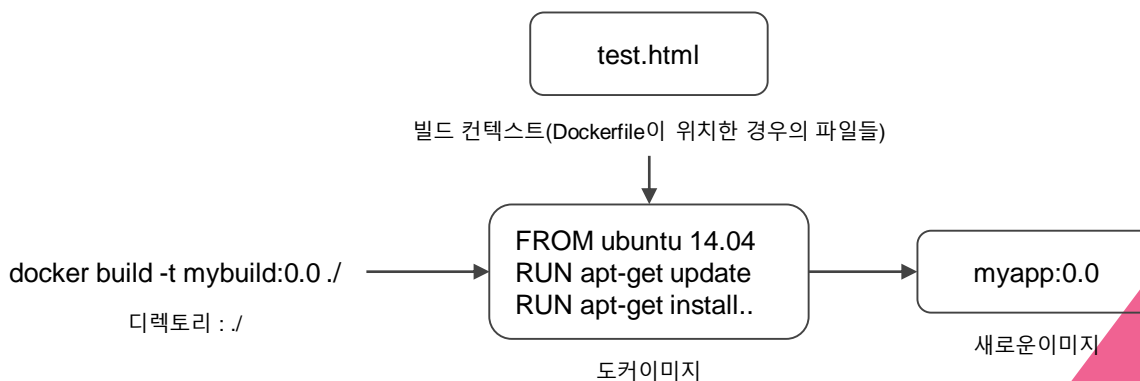 test.html
빌드 컨텍스트(Dockerfile이 위치한 경우의 파일들)
docker build -t mybuild:0.0 ./
디렉토리 : ./
FROM ubuntu 14.04
RUN apt-get update
RUN apt-get install..
도커이미지
myapp:0.0
새로운이미지